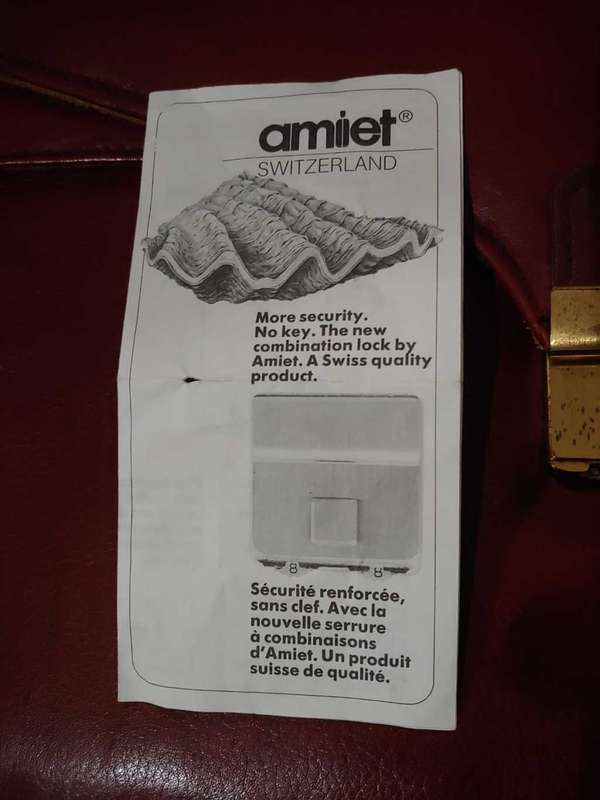 amiet®
SWITZERLAND
More security.
No key. The new
combination lock by
Amiet. A Swiss quality
product.
8 8
Sécurité renforcée,
sans clef. Avec la
nouvelle serrure
à combinaisons
d'Amiet. Un produit
suisse de qualité.